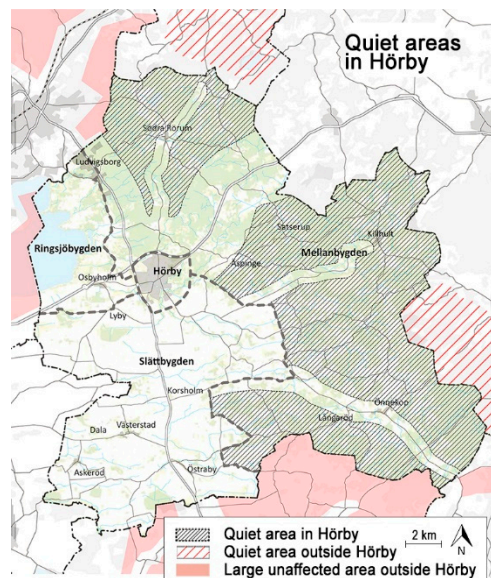 Quiet areas
in Hörby
Södra Rörum
Ludvigsborg
Sätserup
Killhult
Ringsjöbygden
Mellanbygden
Äspinge
Hörby
Osbyholm
Lyby
Slättbygden
Korsholm
Önneköp
Långaröd
Dala
Västerstad
Askeröd
Östraby
Quiet area in Hörby
2 km
N
Quiet area outside Hörby
Large unaffected area outside Hörby